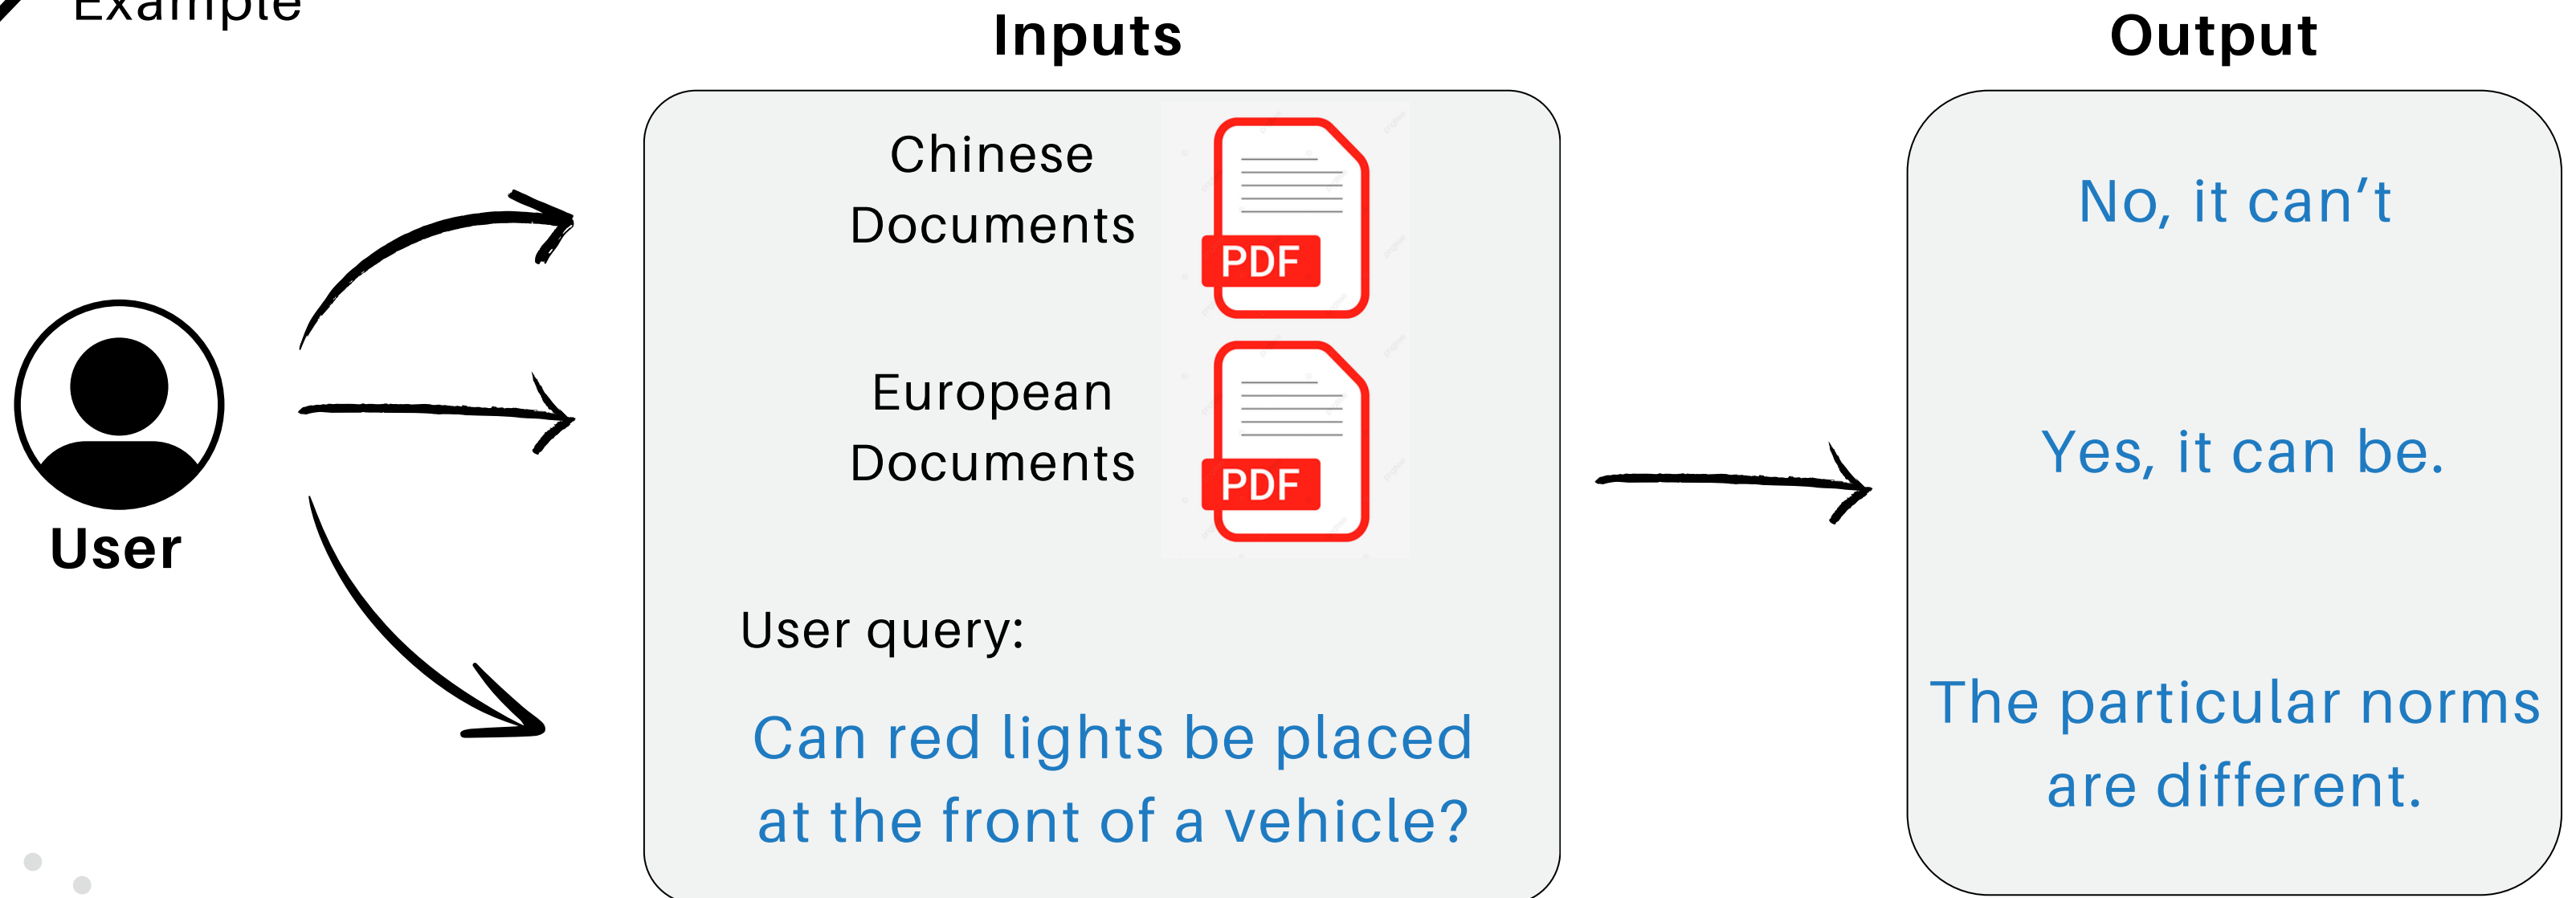 Example
Inputs
Output
Chinese
Documents
PDF
European
Documents
PDF
User
User query:
Can red lights be placed
at the front of a vehicle?
No, it can’t
Yes, it can be.
The particular norms
are different.